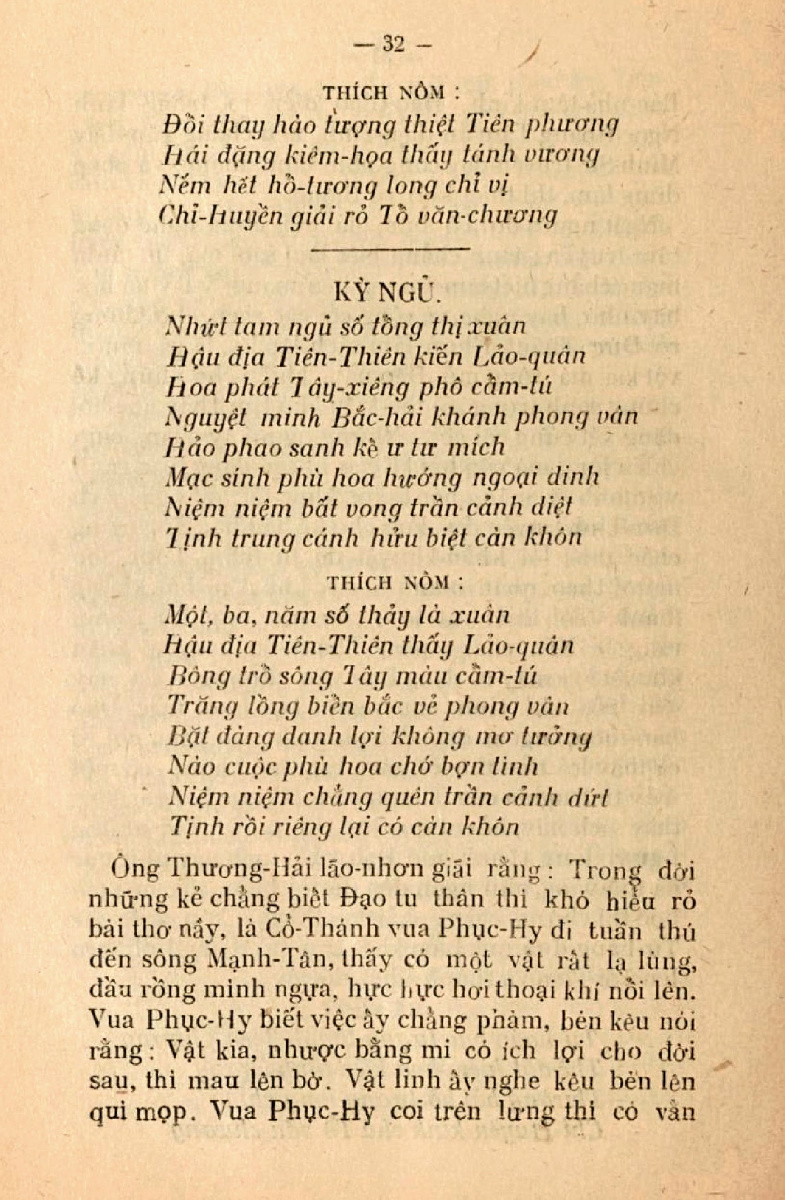 — 32 —
THÍCH NÔM :
Đồi thay hảo tượng thiệt Tiên phương
Hái đặng kiêm-họa thấy tánh vương
Nếm hết hồ-tương long chỉ vị
Chỉ-Huyền giải rỏ Tồ văn-chương
KỲ NGỦ.
Nhứt tam ngủ số tổng thị xuân
Hậu địa Tiên-Thiên kiến Lảo-quân
Hoa phát Tây-xiêng phô cầm-tú
Nguyệt minh Bắc-hải khánh phong vân
Hảo phao sanh kề ư tư mích
Mạc sính phù hoa hướng ngoại dinh
Niệm niệm bất vong trần cảnh diệt
Tịnh trung cánh hửu biệt càn khôn
THÍCH NÔM :
Một, ba, năm số thảy là xuân
Hậu địa Tiên-Thiên thấy Lảo-quân
Bông trồ sông Tây màu cầm-tú
Trăng lồng biền bắc vẻ phong vân
Bặt đàng danh lợi không mơ tưởng
Nào cuộc phù hoa chớ bợn tình
Niệm niệm chẳng quên trần cảnh dứt
Tịnh rồi riêng lại có càn khôn
Ông Thương-Hải lão-nhơn giãi rằng : Trong đời
những kẻ chẳng biết Đạo tu thân thì khó hiểu rỏ
bài thơ nầy, là Cổ-Thánh vua Phục-Hy đi tuần thú
đến sông Mạnh-Tân, thấy có một vật rất lạ lùng,
đầu rồng mình ngựa, hực hực hơi thoại khí nồi lên.
Vua Phục-Hy biết việc ấy chẳng phàm, bèn kêu nói
rằng : Vật kia, nhược bằng mi có ích lợi cho đời
sau, thì mau lên bờ. Vật linh ấy nghe kêu bèn lên
qui mọp. Vua Phục-Hy coi trên lưng thì có vằn